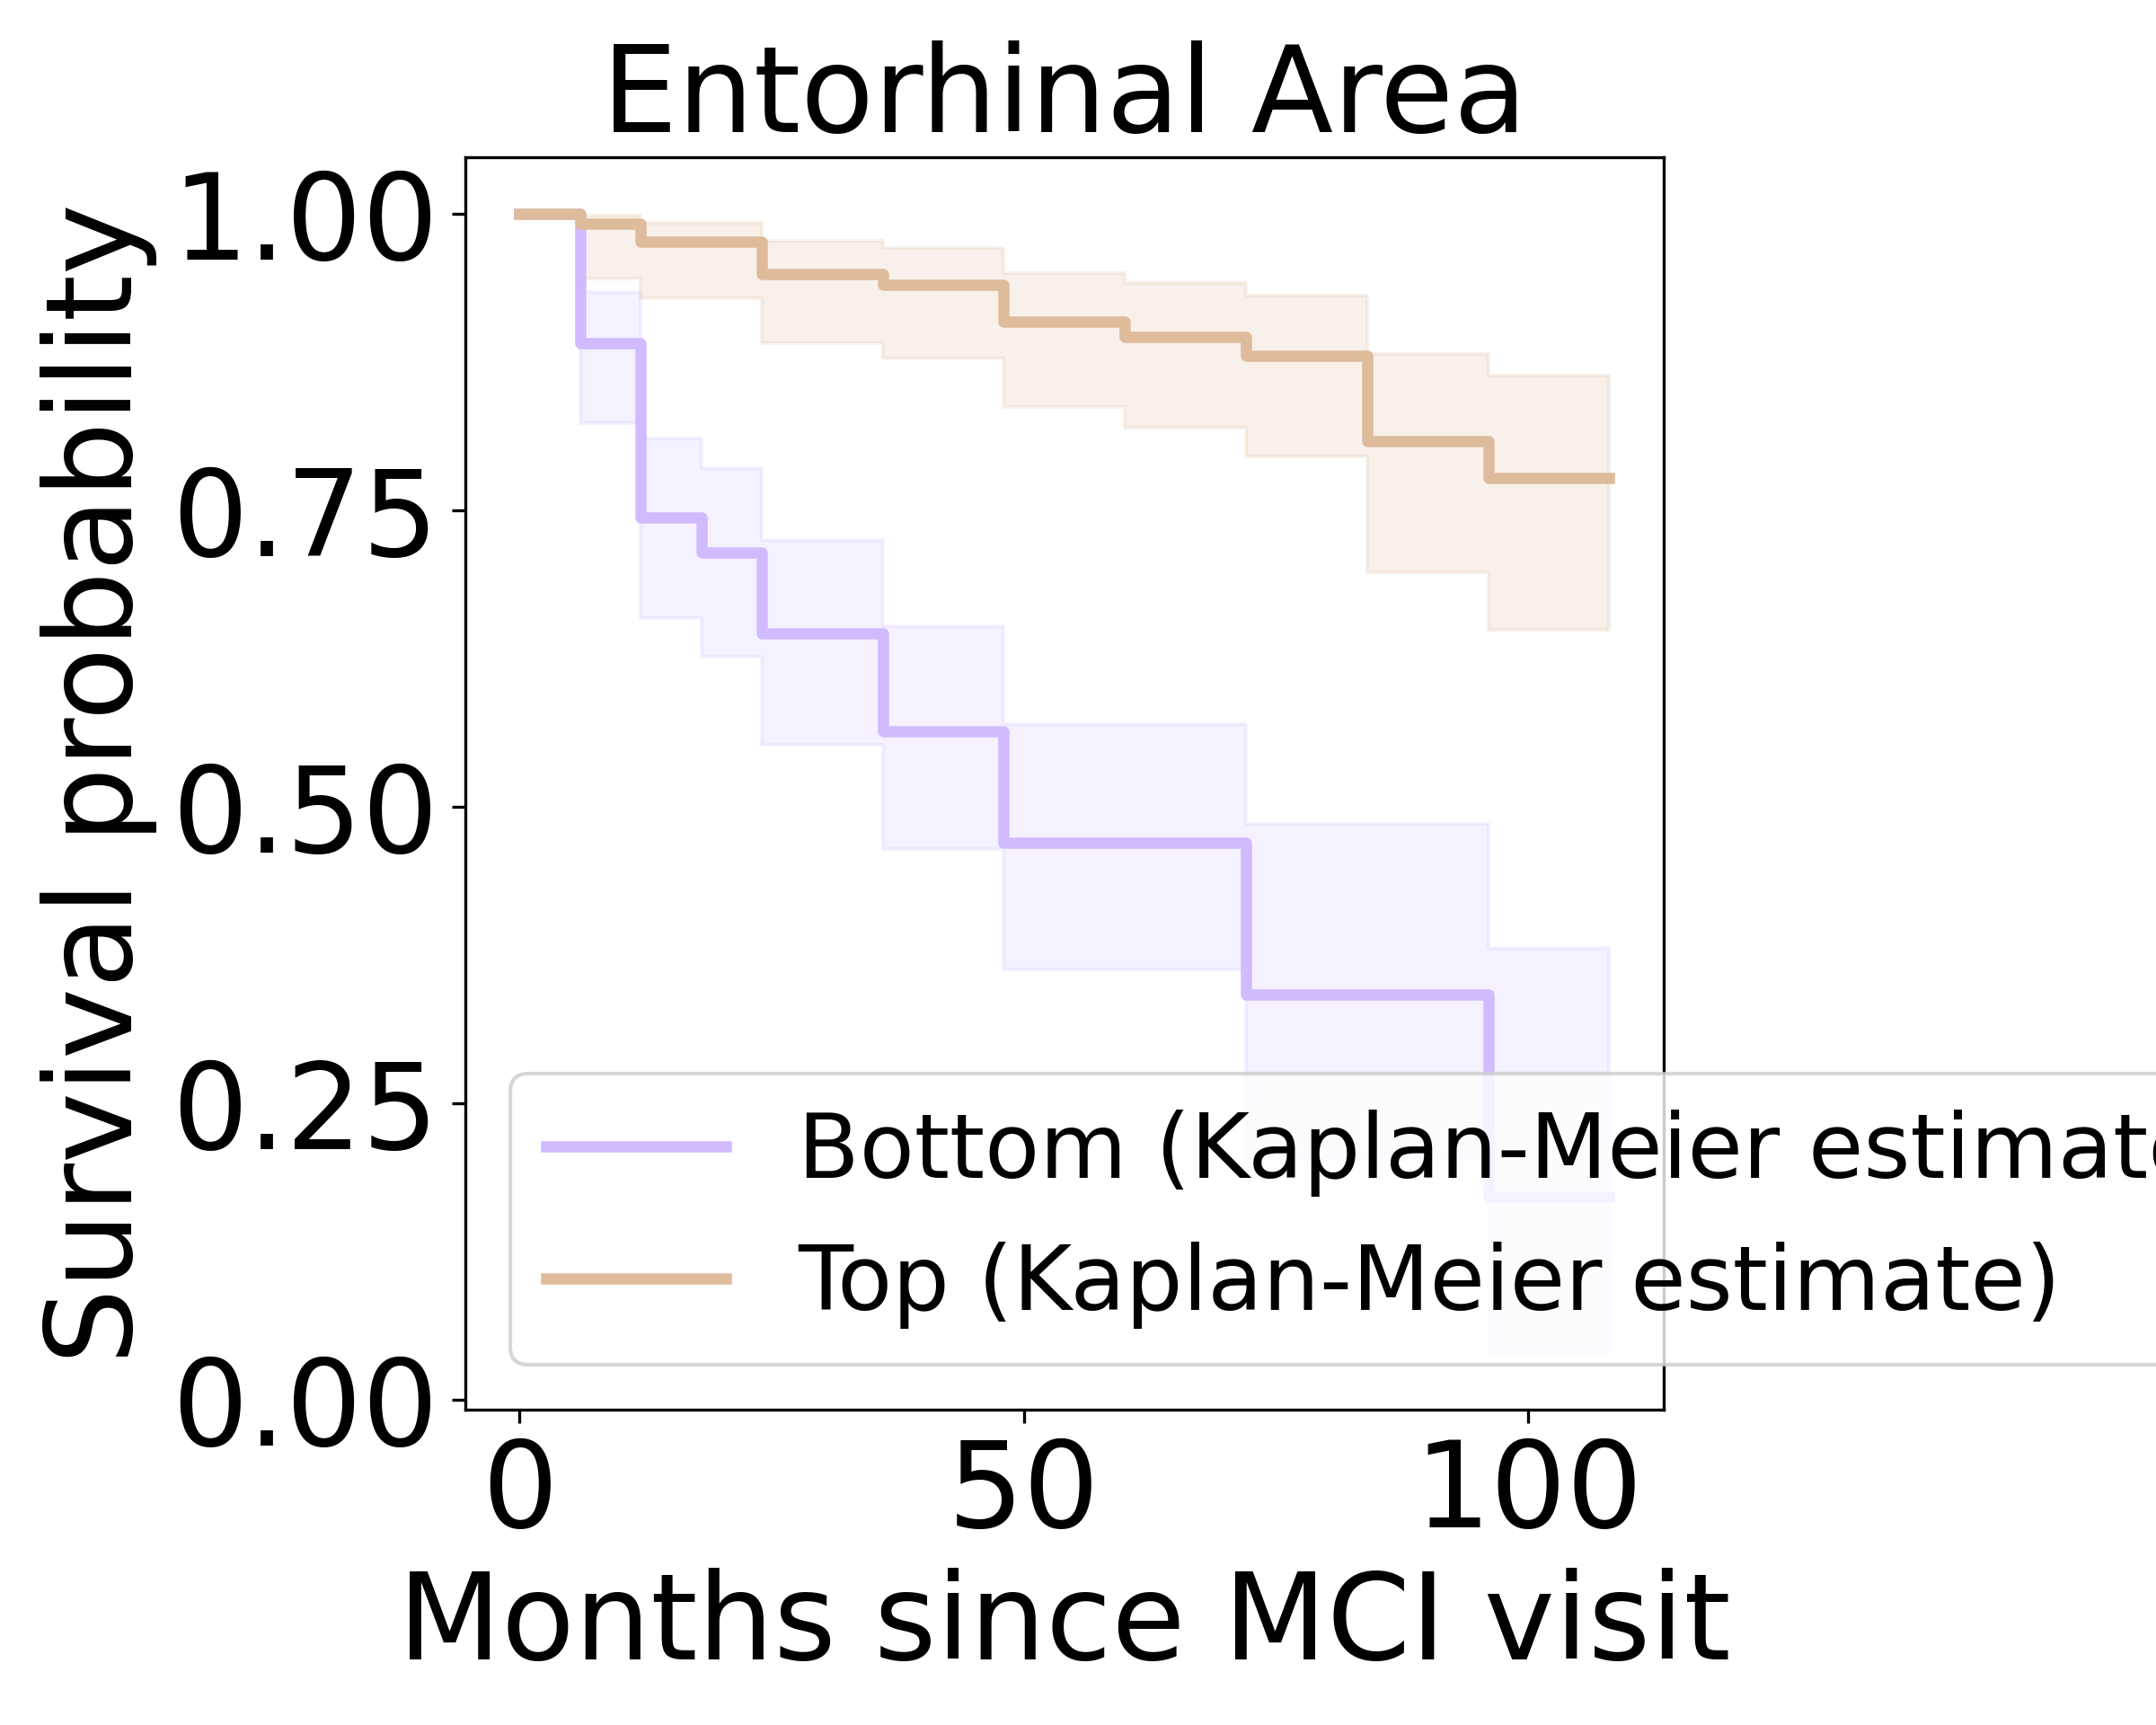 Entorhinal Area
Survival probability
1.00
0.75
0.50
0.25
0.00
Bottom (Kaplan-Meier
Top (Kaplan-Meier estimate)
0 50 100
Months since MCI visit